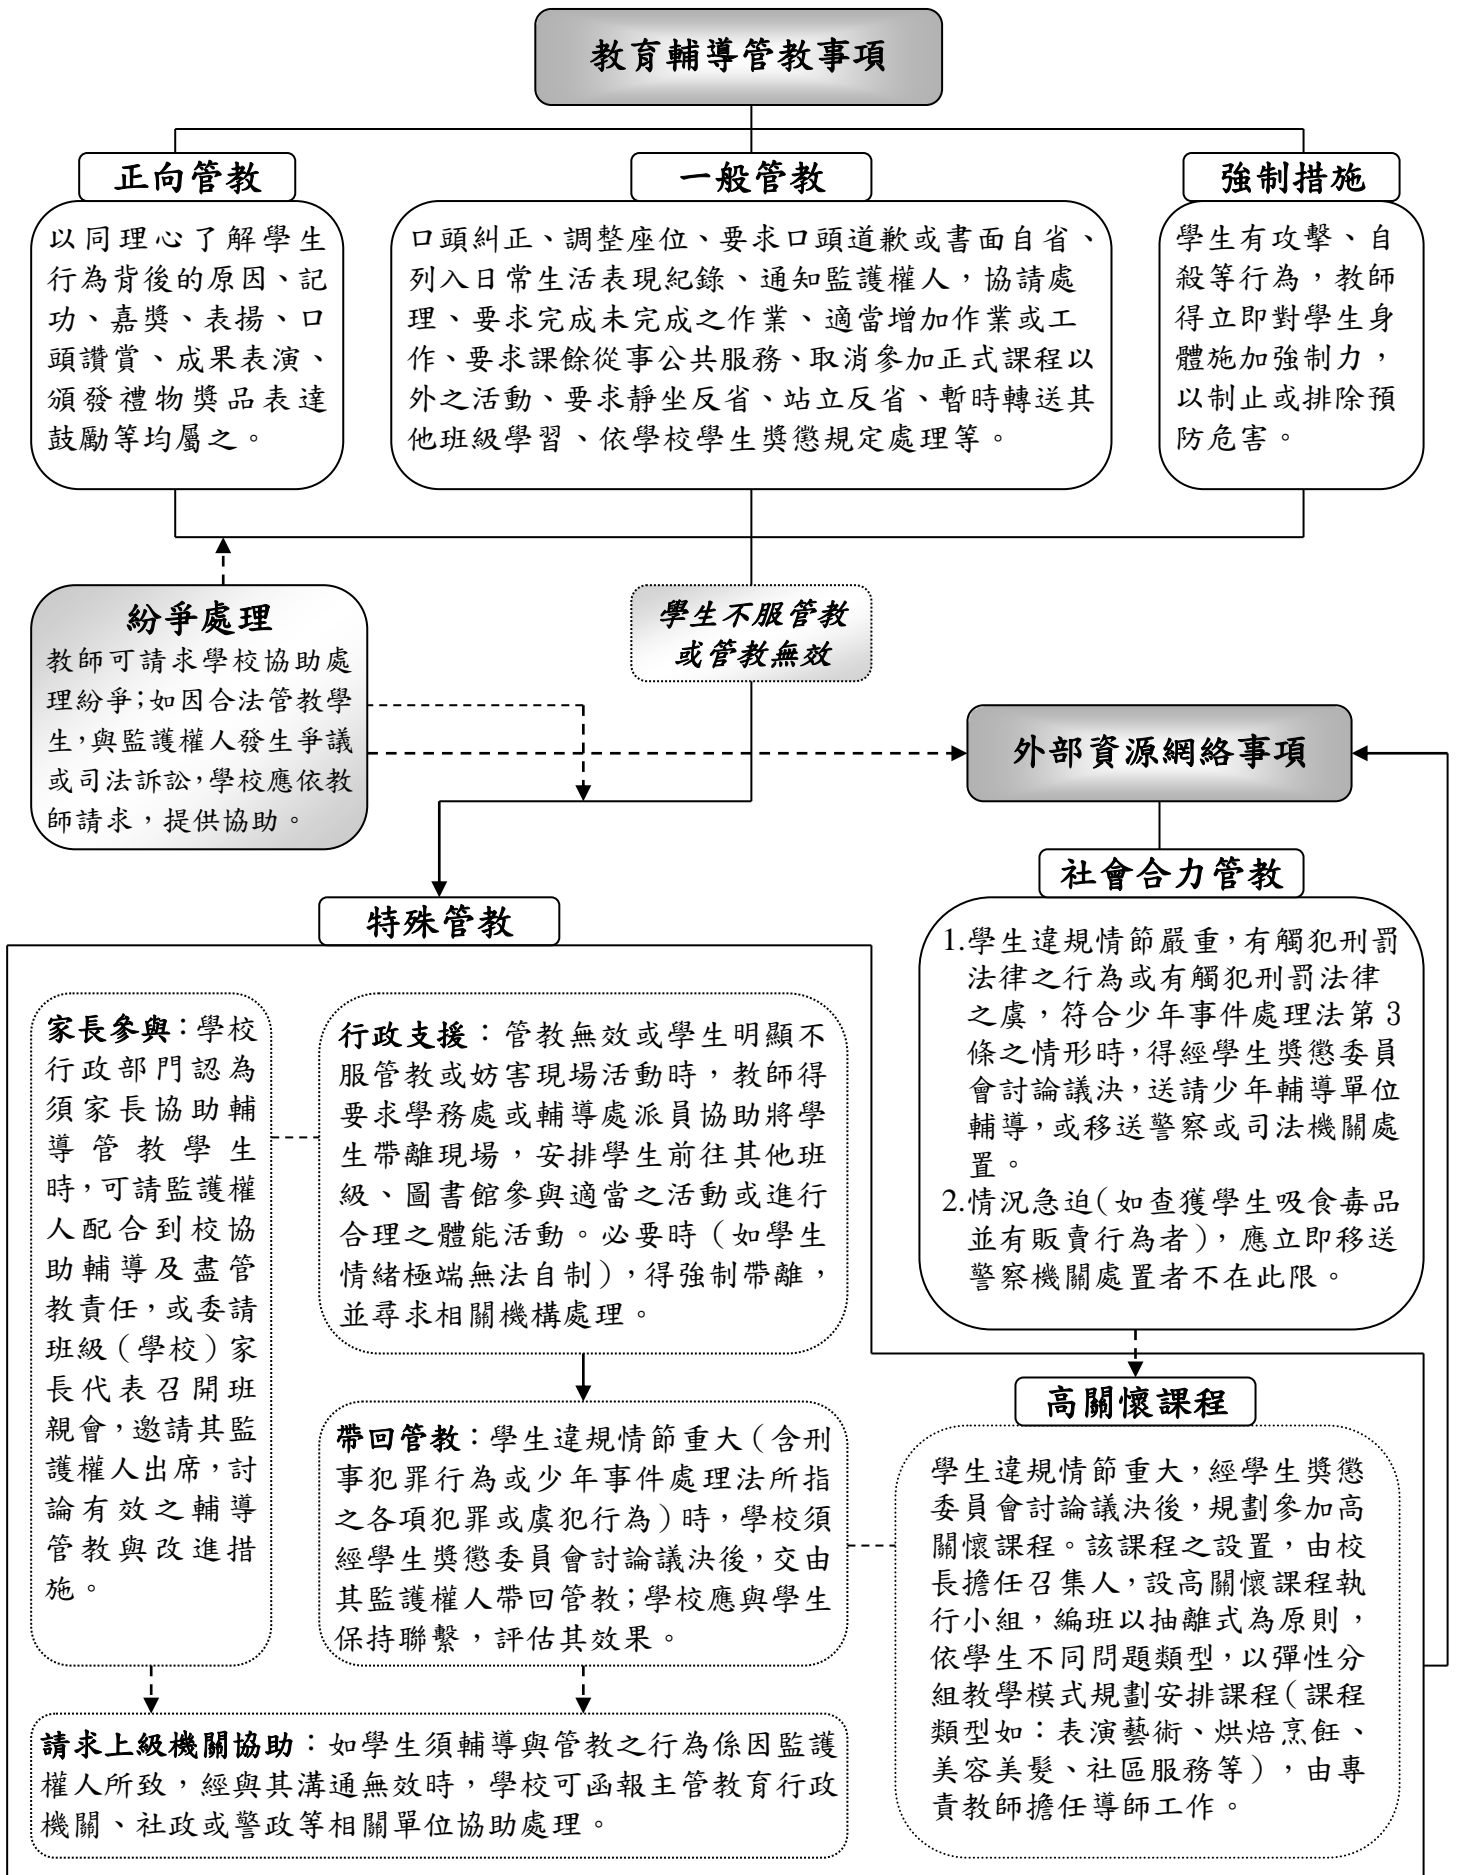 教育輔導管教事項
正向管教
以同理心了解學生
行為背後的原因、記
功、嘉獎、表揚、口
頭讚賞、成果表演、
頒發禮物獎品表達
鼓勵等均屬之。
一般管教
口頭糾正、調整座位、要求口頭道歉或書面自省、
列入日常生活表現紀錄、通知監護權人，協請處
理、要求完成未完成之作業、適當增加作業或工
作、要求課餘從事公共服務、取消參加正式課程以
外之活動、要求靜坐反省、站立反省、暫時轉送其
他班級學習、依學校學生獎懲規定處理等。
強制措施
學生有攻擊、自
殺等行為，教師
得立即對學生身
體施加強制力，
以制止或排除預
防危害。
紛爭處理
教師可請求學校協助處
理紛爭；如因合法管教學
生，與監護權人發生爭議
或司法訴訟，學校應依教
師請求，提供協助。
學生不服管教
或管教無效
外部資源網絡事項
社會合力管教
1.學生違規情節嚴重，有觸犯刑罰
法律之行為或有觸犯刑罰法律
之虞，符合少年事件處理法第 3
條之情形時，得經學生獎懲委員
會討論議決，送請少年輔導單位
輔導，或移送警察或司法機關處
置。
2.情況急迫（如查獲學生吸食毒品
並有販賣行為者），應立即移送
警察機關處置者不在此限。
特殊管教
家長參與：學校
行政部門認為
須家長協助輔
導管教學生
時，可請監護權
人配合到校協
助輔導及盡管
教責任，或委請
班級（學校）家
長代表召開班
親會，邀請其監
護權人出席，討
論有效之輔導
管教與改進措
施。
行政支援：管教無效或學生明顯不
服管教或妨害現場活動時，教師得
要求學務處或輔導處派員協助將學
生帶離現場，安排學生前往其他班
級、圖書館參與適當之活動或進行
合理之體能活動。必要時（如學生
情緒極端無法自制），得強制帶離，
並尋求相關機構處理。
帶回管教：學生違規情節重大（含刑
事犯罪行為或少年事件處理法所指
之各項犯罪或虞犯行為）時，學校須
經學生獎懲委員會討論議決後，交由
其監護權人帶回管教；學校應與學生
保持聯繫，評估其效果。
高關懷課程
學生違規情節重大，經學生獎懲
委員會討論議決後，規劃參加高
關懷課程。該課程之設置，由校
長擔任召集人，設高關懷課程執
行小組，編班以抽離式為原則，
依學生不同問題類型，以彈性分
組教學模式規劃安排課程（課程
類型如：表演藝術、烘焙烹飪、
美容美髮、社區服務等），由專
責教師擔任導師工作。
請求上級機關協助：如學生須輔導與管教之行為係因監護
權人所致，經與其溝通無效時，學校可函報主管教育行政
機關、社政或警政等相關單位協助處理。